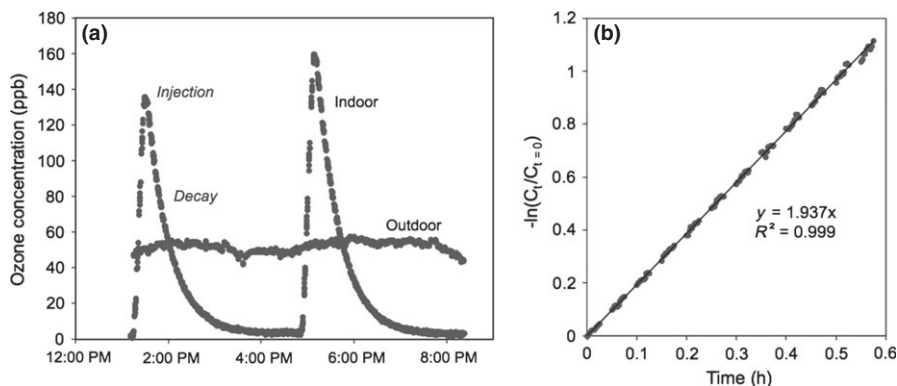 (a)
Ozone concentration (ppb)
180
160
140
120
100
80
60
40
20
0
Injection
Decay
Indoor
Outdoor
12:00 PM 2:00 PM 4:00 PM 6:00 PM 8:00 PM
(b)
-ln(Cₜ/Cₜ₌₀)
1.2
1
0.8
0.6
0.4
0.2
0
y = 1.937x
R² = 0.999
0 0.1 0.2 0.3 0.4 0.5 0.6
Time (h)